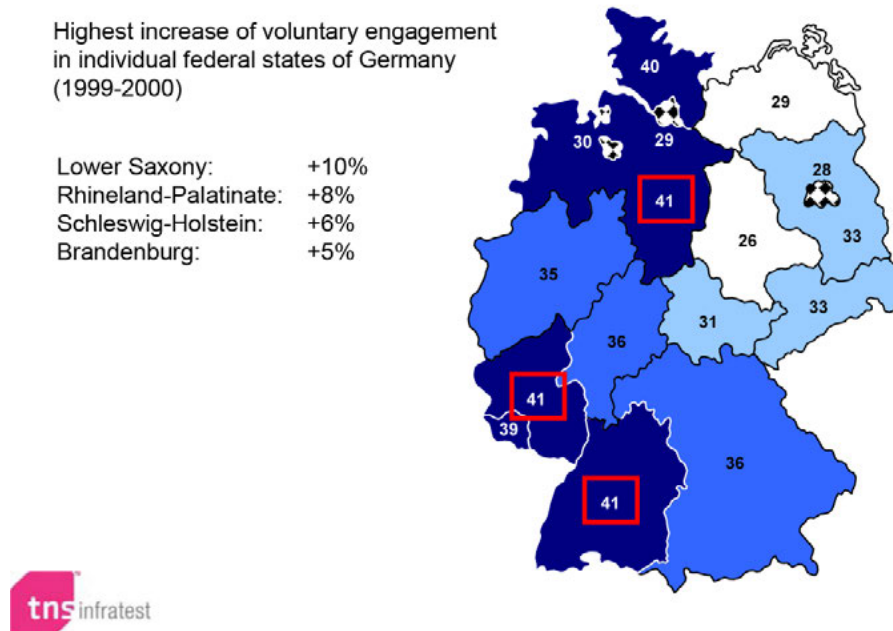 Highest increase of voluntary engagement
in individual federal states of Germany
(1999-2000)
Lower Saxony: +10%
Rhineland-Palatinate: +8%
Schleswig-Holstein: +6%
Brandenburg: +5%
40
29
30
29
28
41
33
26
35
33
31
36
41
39
36
41
tns infratest